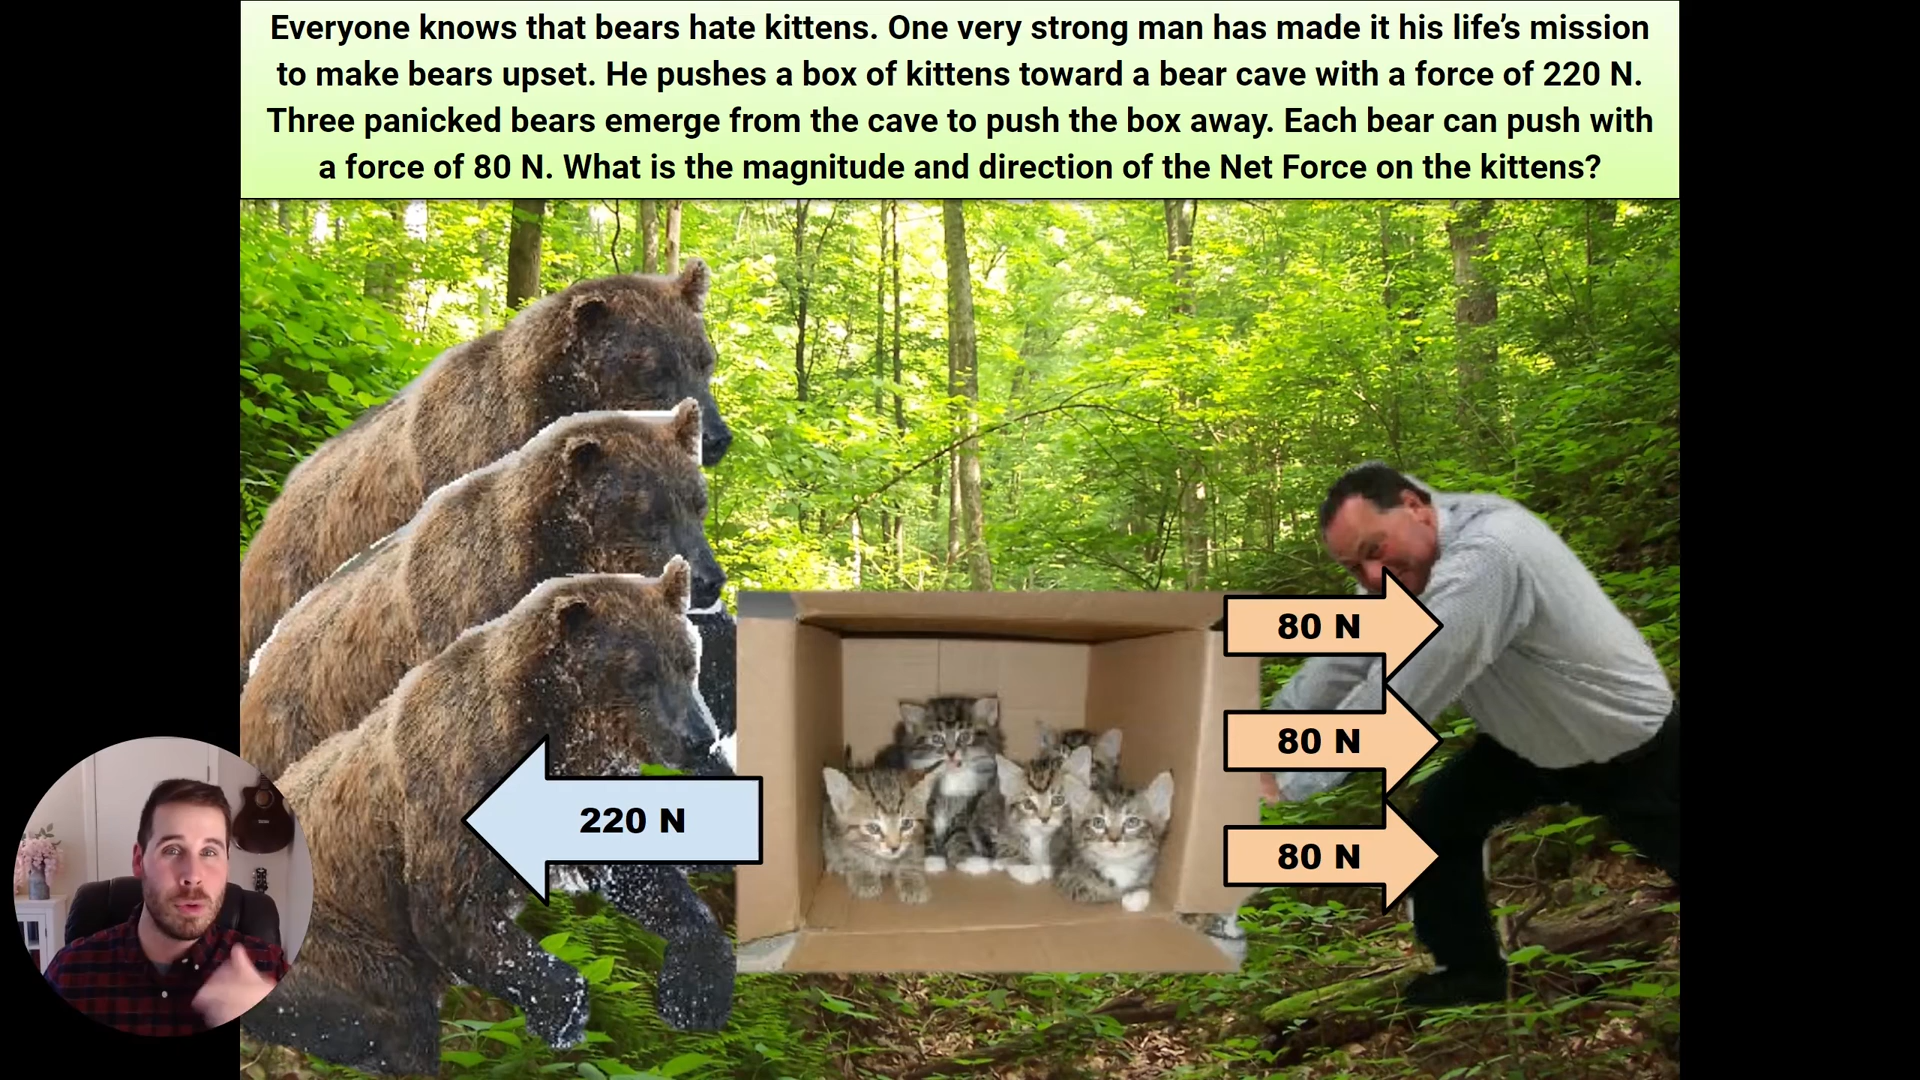 Everyone knows that bears hate kittens. One very strong man has made it his life’s mission
to make bears upset. He pushes a box of kittens toward a bear cave with a force of 220 N.
Three panicked bears emerge from the cave to push the box away. Each bear can push with
a force of 80 N. What is the magnitude and direction of the Net Force on the kittens?
80 N
80 N
220 N
80 N